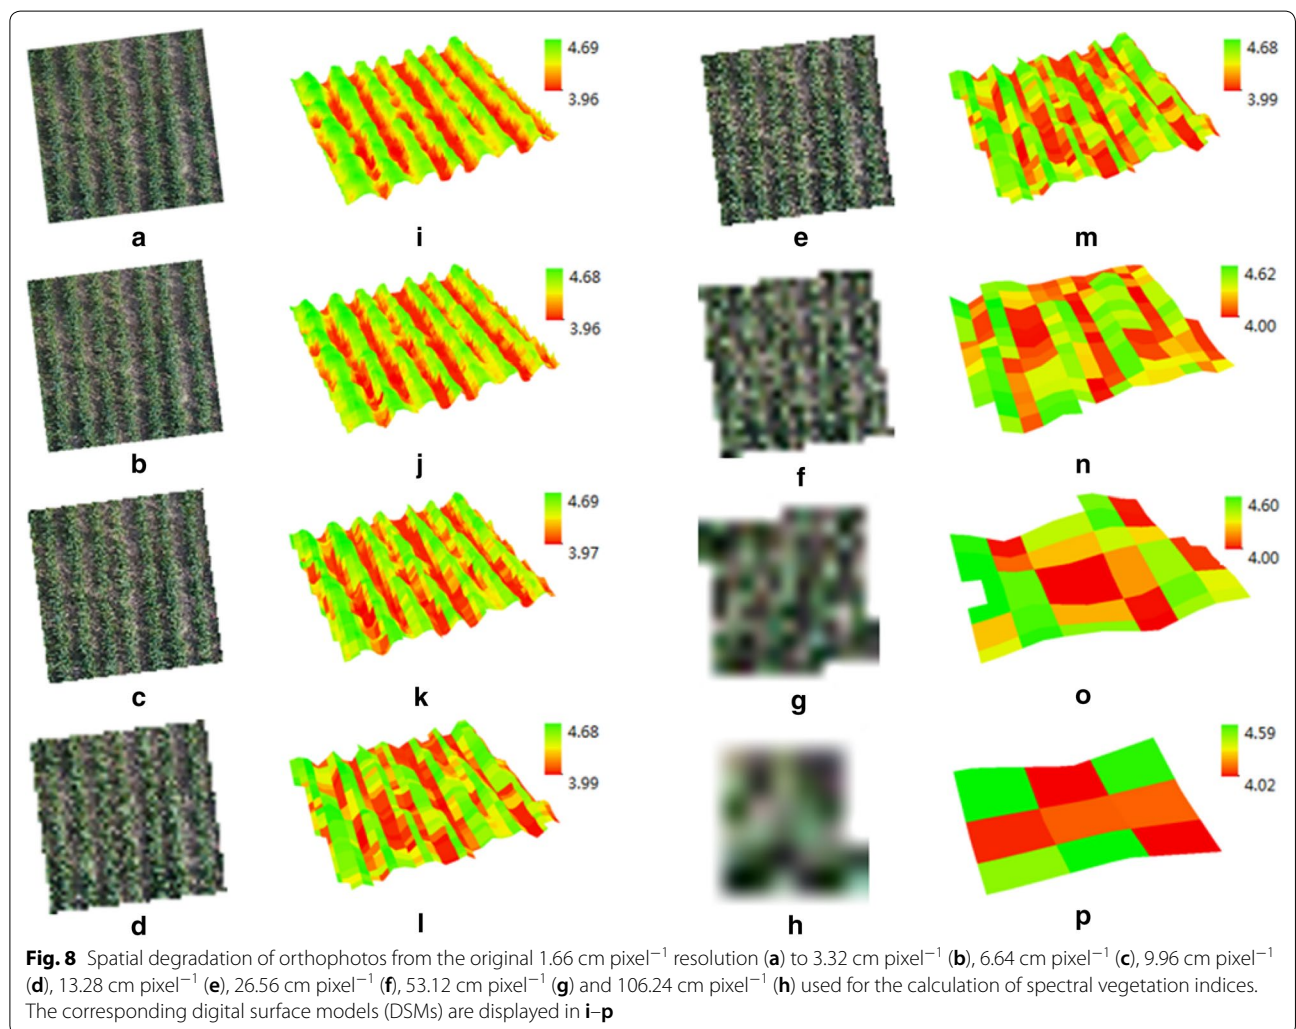 4.69
3.96
a
i
4.68
3.99
e
m
4.68
3.96
b
j
4.62
4.00
f
n
4.69
3.97
c
k
4.60
4.00
g
o
4.68
3.99
d
l
4.59
4.02
h
p
Fig. 8 Spatial degradation of orthophotos from the original 1.66 cm pixel⁻¹ resolution (a) to 3.32 cm pixel⁻¹ (b), 6.64 cm pixel⁻¹ (c), 9.96 cm pixel⁻¹
(d), 13.28 cm pixel⁻¹ (e), 26.56 cm pixel⁻¹ (f), 53.12 cm pixel⁻¹ (g) and 106.24 cm pixel⁻¹ (h) used for the calculation of spectral vegetation indices.
The corresponding digital surface models (DSMs) are displayed in i–p